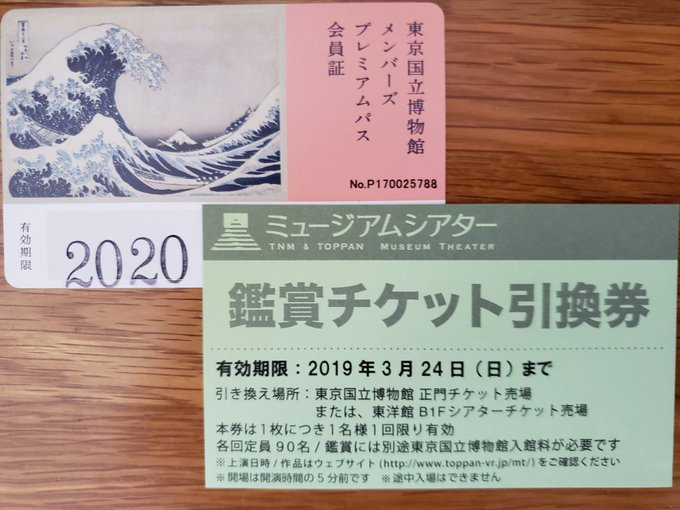 東京国立博物館
メンバーズ
プレミアムパス
会員証
No.P170025788
有効期限
2020
ミュージアムシアター
TNM & TOPPAN MUSEUM THEATER
鑑賞チケット引換券
有効期限:2019年3月24日(日)まで
引き換え場所:東京国立博物館 正門チケット売場
または、東洋館 B1Fシアターチケット売場
本券は1枚につき1名様1回限り有効
各回定員90名/鑑賞には別途東京国立博物館入館料が必要です
※上演日時/作品はウェブサイト(http://www.toppan-vr.jp/mt/)をご確認ください
※開場は開演時間の5分前です ※途中入場はできません